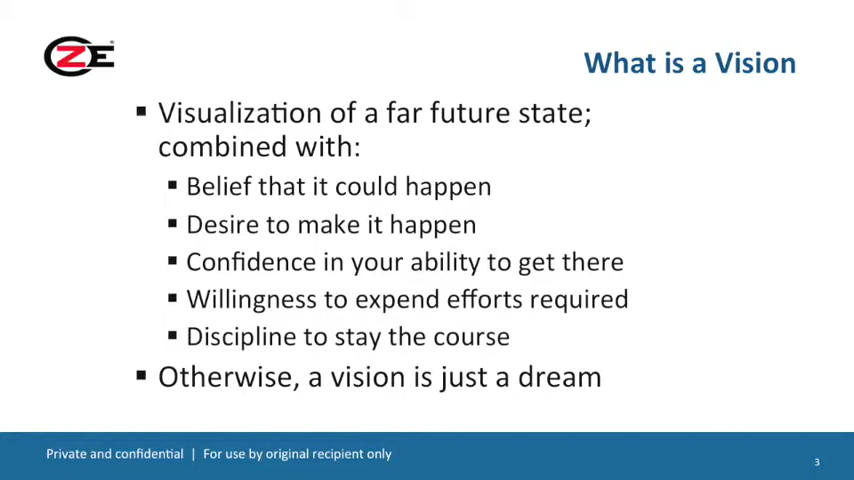 ZE
What is a Vision
▪ Visualization of a far future state;
combined with:
▪ Belief that it could happen
▪ Desire to make it happen
▪ Confidence in your ability to get there
▪ Willingness to expend efforts required
▪ Discipline to stay the course
▪ Otherwise, a vision is just a dream
Private and confidential | For use by original recipient only
3